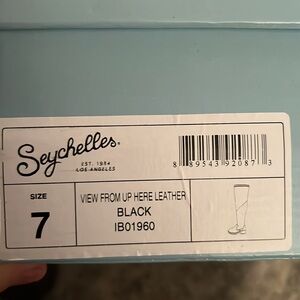 Seychelles
EST. 1984
LOS ANGELES
8 89543 92087 3
SIZE
7
VIEW FROM UP HERE LEATHER
BLACK
IB01960